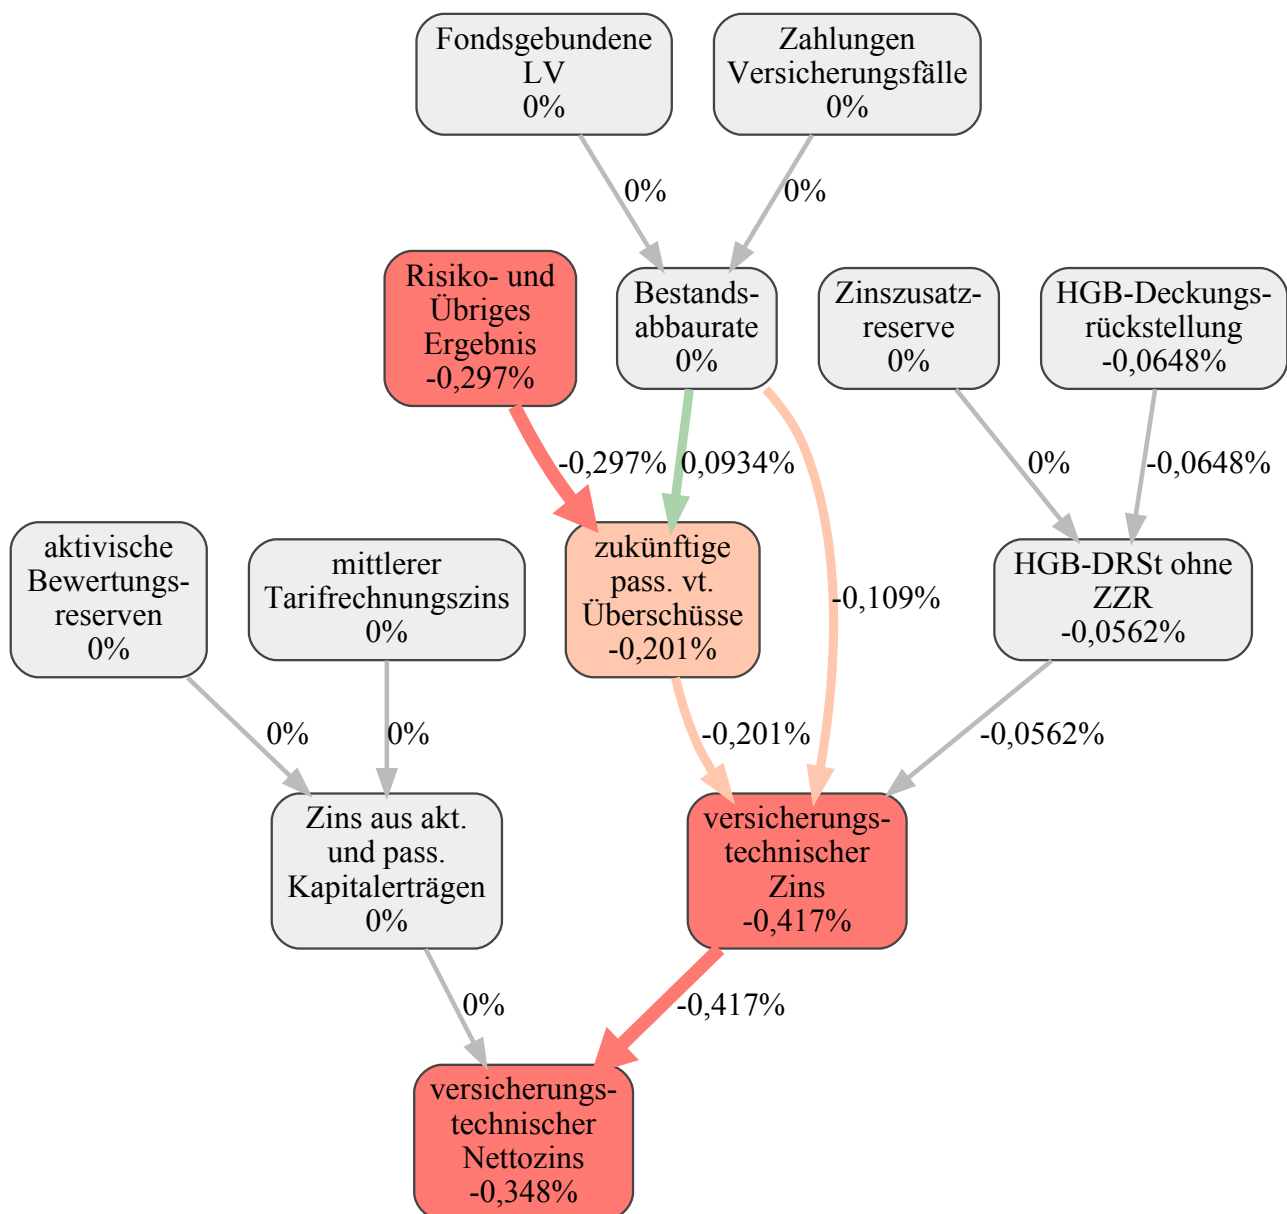 Fondsgebundene
LV
0%
Zahlungen
Versicherungsfälle
0%
0%
0%
Risiko- und
Übriges
Ergebnis
-0,297%
Bestands-
abbaurate
0%
Zinszusatz-
reserve
0%
HGB-Deckungs-
rückstellung
-0,0648%
-0,297%
0,0934%
0%
-0,0648%
aktivische
Bewertungs-
reserven
0%
mittlerer
Tarifrechnungszins
0%
zukünftige
pass. vt.
Überschüsse
-0,201%
-0,109%
HGB-DRSt ohne
ZZR
-0,0562%
0%
0%
-0,201%
-0,0562%
Zins aus akt.
und pass.
Kapitalerträgen
0%
versicherungs-
technischer
Zins
-0,417%
0%
-0,417%
versicherungs-
technischer
Nettozins
-0,348%